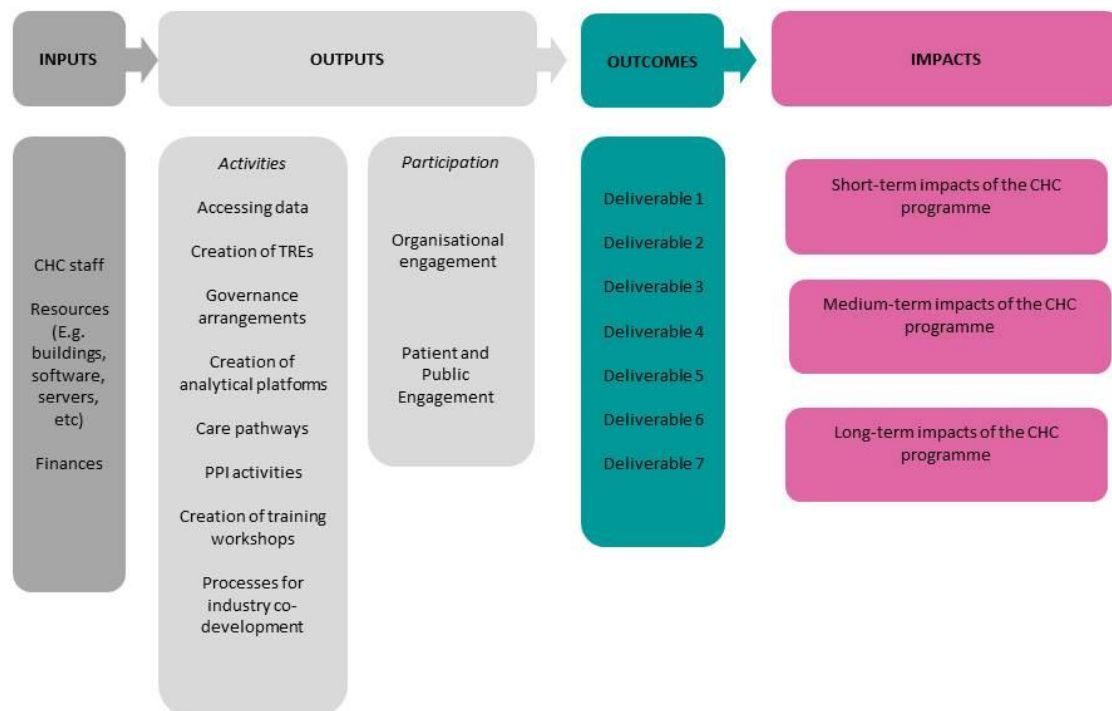 INPUTS
OUTPUTS
OUTCOMES
IMPACTS
CHC staff
Resources
(E.g.
buildings,
software,
servers,
etc)
Finances
Activities
Accessing data
Creation of TREs
Governance
arrangements
Creation of
analytical platforms
Care pathways
PPI activities
Creation of training
workshops
Processes for
industry co-
development
Participation
Organisational
engagement
Patient and
Public
Engagement
Deliverable 1
Deliverable 2
Deliverable 3
Deliverable 4
Deliverable 5
Deliverable 6
Deliverable 7
Short-term impacts of the CHC
programme
Medium-term impacts of the CHC
programme
Long-term impacts of the CHC
programme